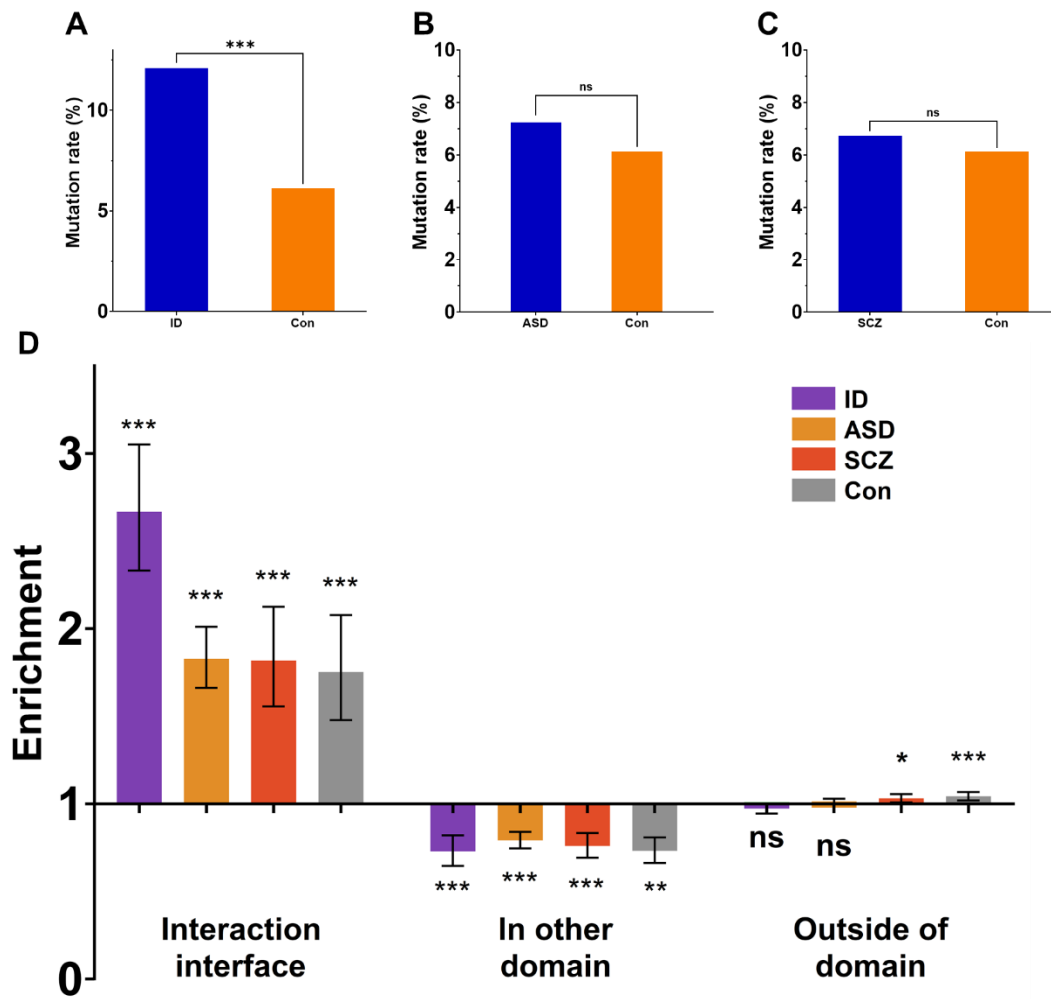 A
Mutation rate (%)
10
5
0
***
ID
Con
B
Mutation rate (%)
10
8
6
4
2
0
ns
ASD
Con
C
Mutation rate (%)
10
8
6
4
2
0
ns
SCZ
Con
D
Enrichment
3
2
1
0
ID
ASD
SCZ
Con
***
***
***
***
***
***
***
**
ns
ns
*
***
Interaction
interface
In other
domain
Outside of
domain